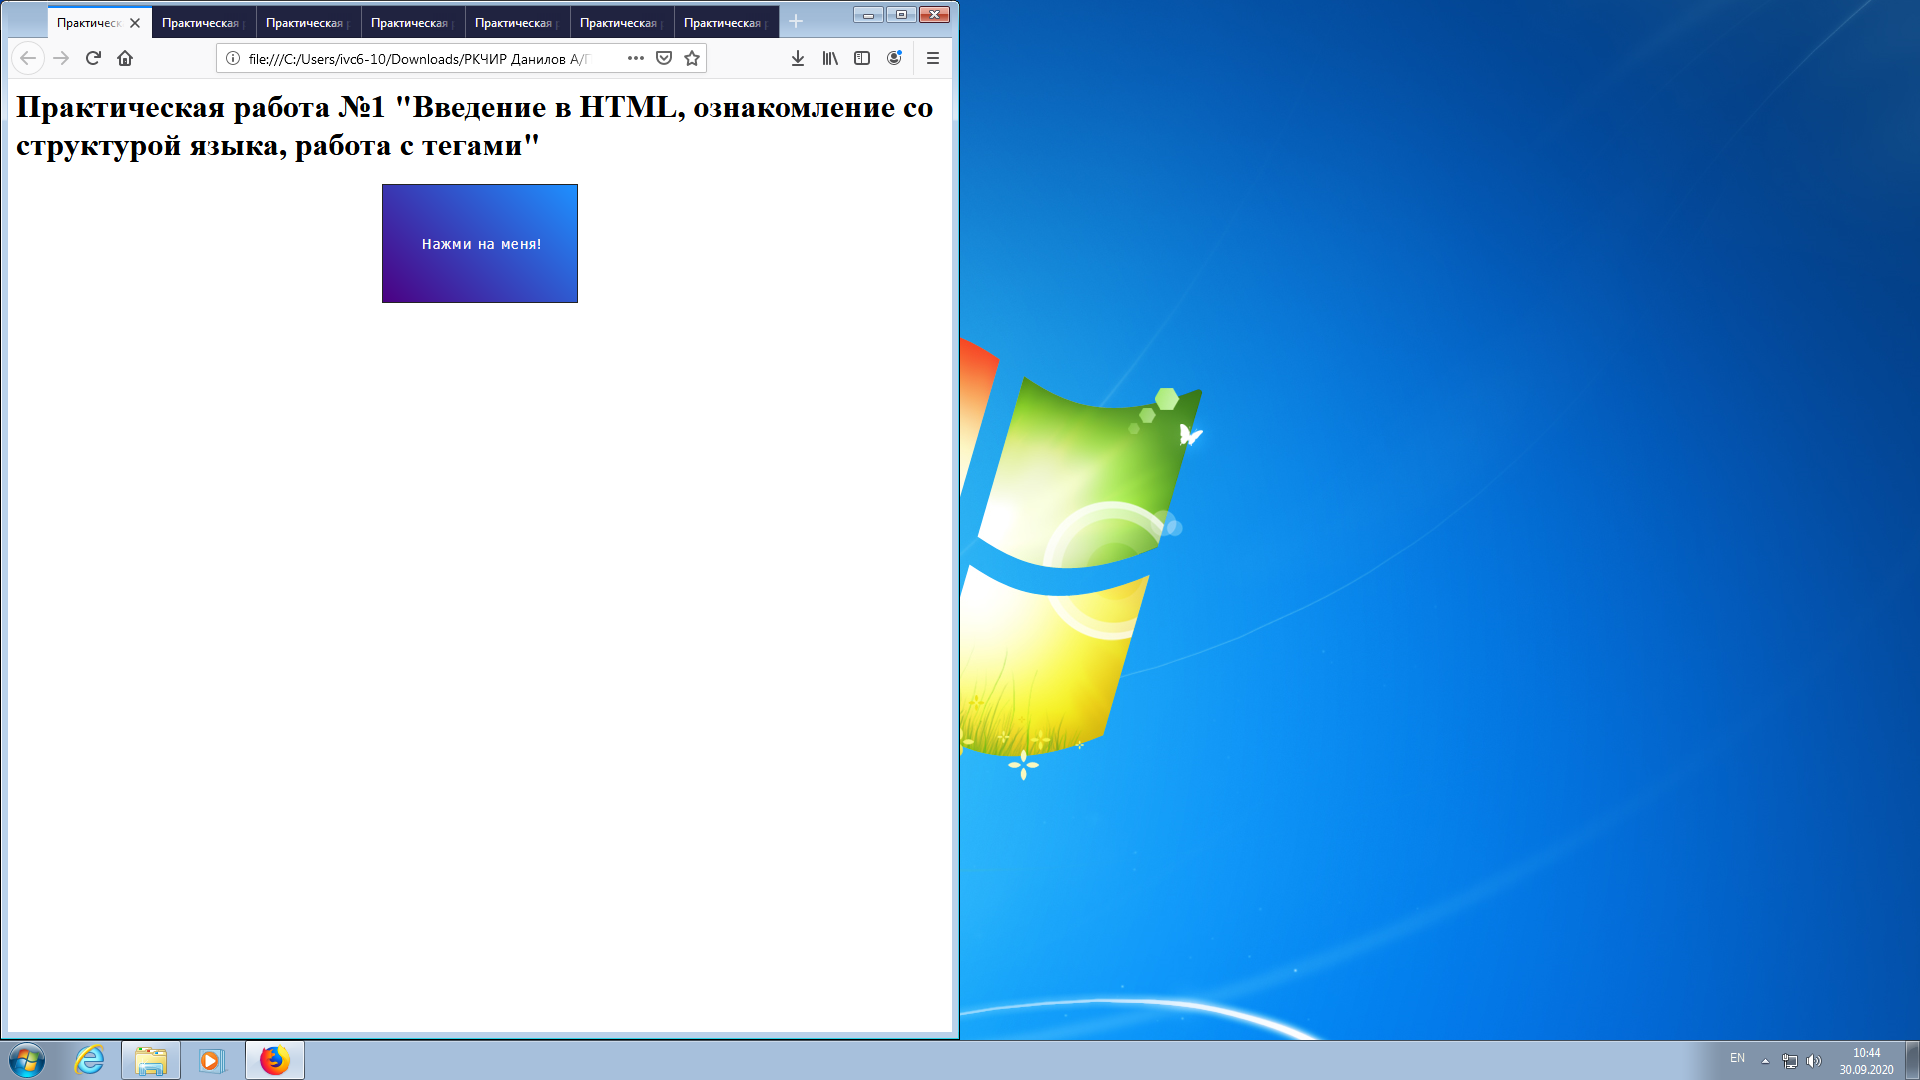 Практическ
Практическая
Практическая
Практическая
Практическая
Практическая
Практическая
file:///C:/Users/ivc6-10/Downloads/РКЧИР Данилов А/
Практическая работа №1 "Введение в HTML, ознакомление со
структурой языка, работа с тегами"
Нажми на меня!
EN
10:44
30.09.2020